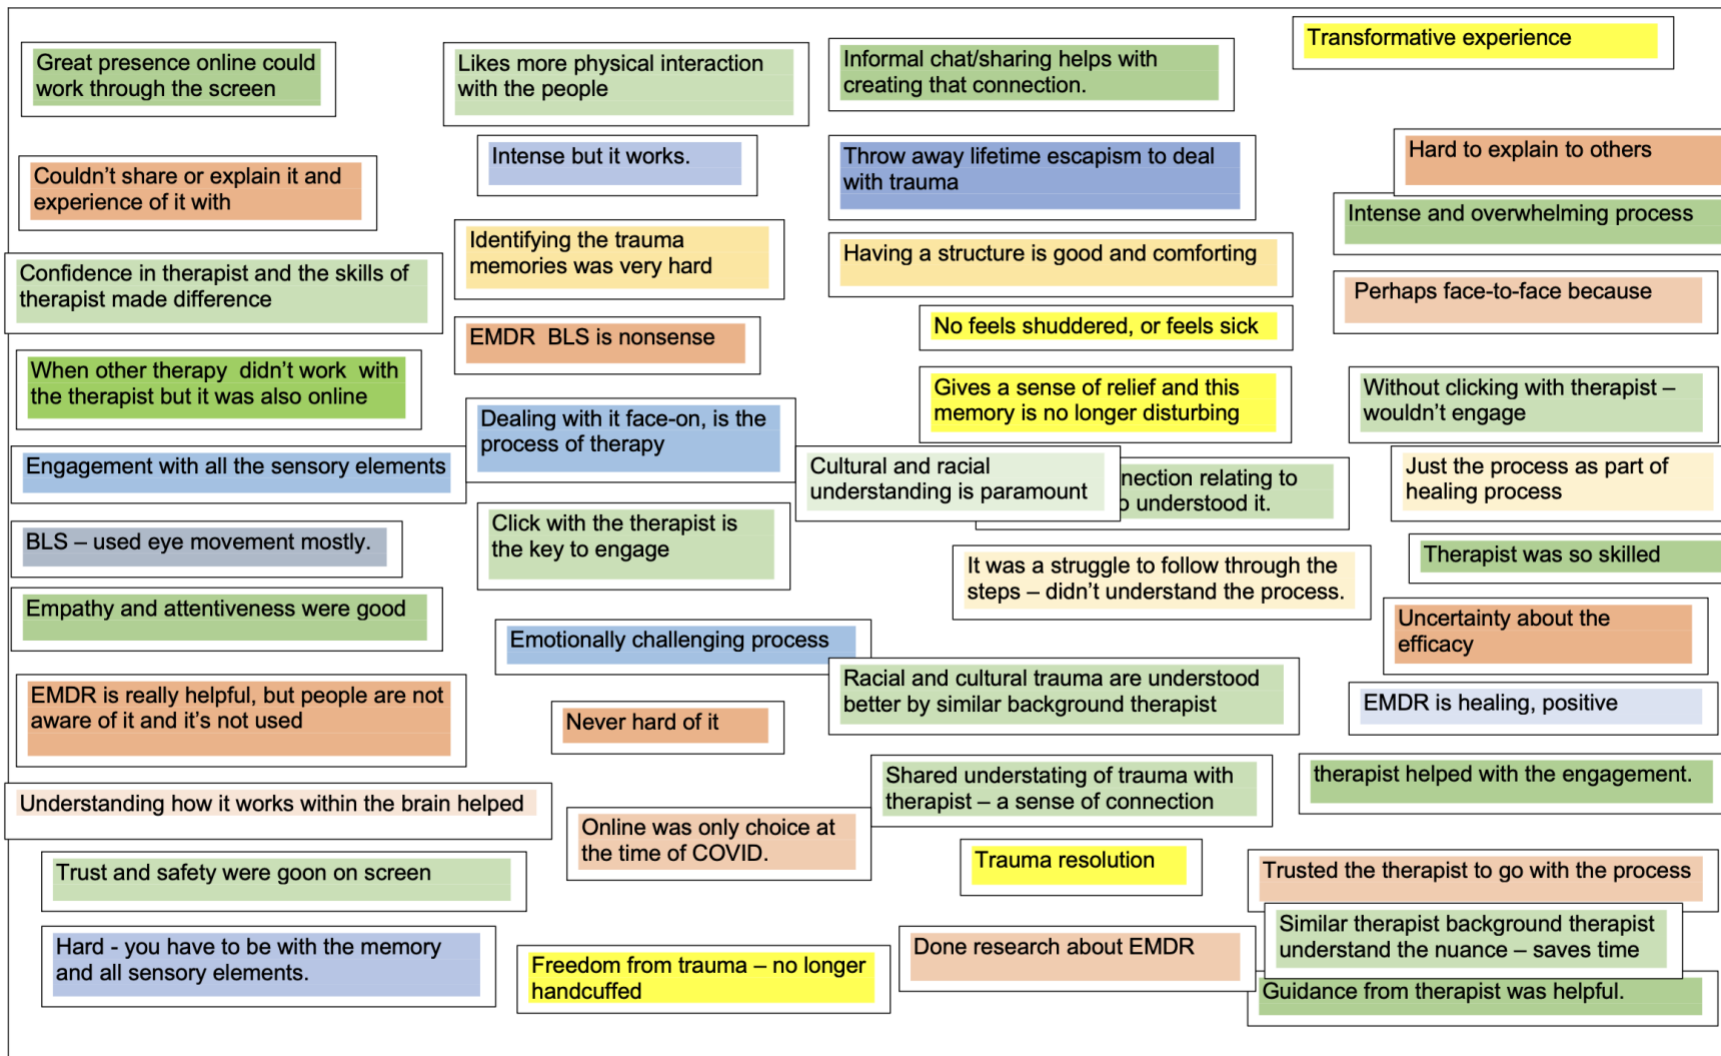 Great presence online could
work through the screen
Likes more physical interaction
with the people
Informal chat/sharing helps with
creating that connection.
Transformative experience
Couldn't share or explain it and
experience of it with
Intense but it works.
Throw away lifetime escapism to deal
with trauma
Hard to explain to others
Intense and overwhelming process
Identifying the trauma
memories was very hard
Having a structure is good and comforting
Confidence in therapist and the skills of
therapist made difference
Perhaps face-to-face because
EMDR  BLS is nonsense
No feels shuddered, or feels sick
When other therapy  didn't work  with
the therapist but it was also online
Gives a sense of relief and this
memory is no longer disturbing
Without clicking with therapist –
wouldn't engage
Dealing with it face-on, is the
process of therapy
Engagement with all the sensory elements
Cultural and racial
understanding is paramount
relating to
understood it.
Just the process as part of
healing process
BLS – used eye movement mostly.
Click with the therapist is
the key to engage
It was a struggle to follow through the
steps – didn't understand the process.
Therapist was so skilled
Empathy and attentiveness were good
Emotionally challenging process
Uncertainty about the
efficacy
EMDR is really helpful, but people are not
aware of it and it's not used
Never hard of it
Racial and cultural trauma are understood
better by similar background therapist
EMDR is healing, positive
Understanding how it works within the brain helped
Shared understating of trauma with
therapist – a sense of connection
therapist helped with the engagement.
Online was only choice at
the time of COVID.
Trust and safety were goon on screen
Trauma resolution
Trusted the therapist to go with the process
Hard - you have to be with the memory
and all sensory elements.
Freedom from trauma – no longer
handcuffed
Done research about EMDR
Similar therapist background therapist
understand the nuance – saves time
Guidance from therapist was helpful.